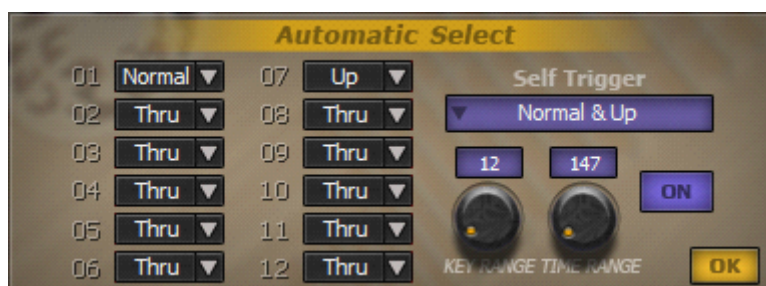 Automatic Select
01 Normal 07 Up Self Trigger
02 Thru 08 Thru Normal & Up
03 Thru 09 Thru 12 147
04 Thru 10 Thru ON
05 Thru 11 Thru
06 Thru 12 Thru KEY RANGE TIME RANGE OK